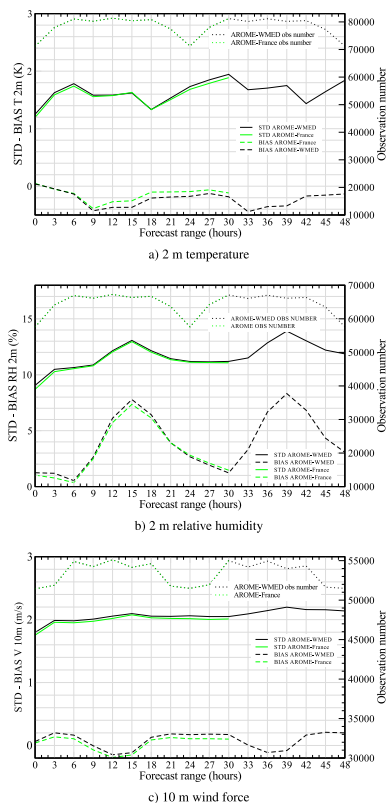 3
2
1
0
80000
70000
60000
50000
40000
30000
20000
10000
STD - BIAS T 2m (K)
Observation number
AROME-WMED obs number
AROME-France obs number
STD AROME-WMED
STD AROME-France
BIAS AROME-France
BIAS AROME-WMED
0 3 6 9 12 15 18 21 24 27 30 33 36 39 42 45 48
Forecast range (hours)
a) 2 m temperature
15
10
5
0
70000
60000
50000
40000
30000
20000
10000
STD - BIAS RH 2m (%)
Observation number
AROME-WMED OBS NUMBER
AROME OBS NUMBER
STD AROME-WMED
BIAS AROME-WMED
STD AROME-France
BIAS AROME-France
0 3 6 9 12 15 18 21 24 27 30 33 36 39 42 45 48
Forecast range (hours)
b) 2 m relative humidity
3
2
1
0
55000
50000
45000
40000
35000
30000
STD - BIAS V 10m (m/s)
Observation number
AROME-WMED obs number
AROME-France
STD AROME-WMED
STD AROME-France
BIAS AROME-WMED
BIAS AROME-France
0 3 6 9 12 15 18 21 24 27 30 33 36 39 42 45 48
Forecast range (hours)
c) 10 m wind force